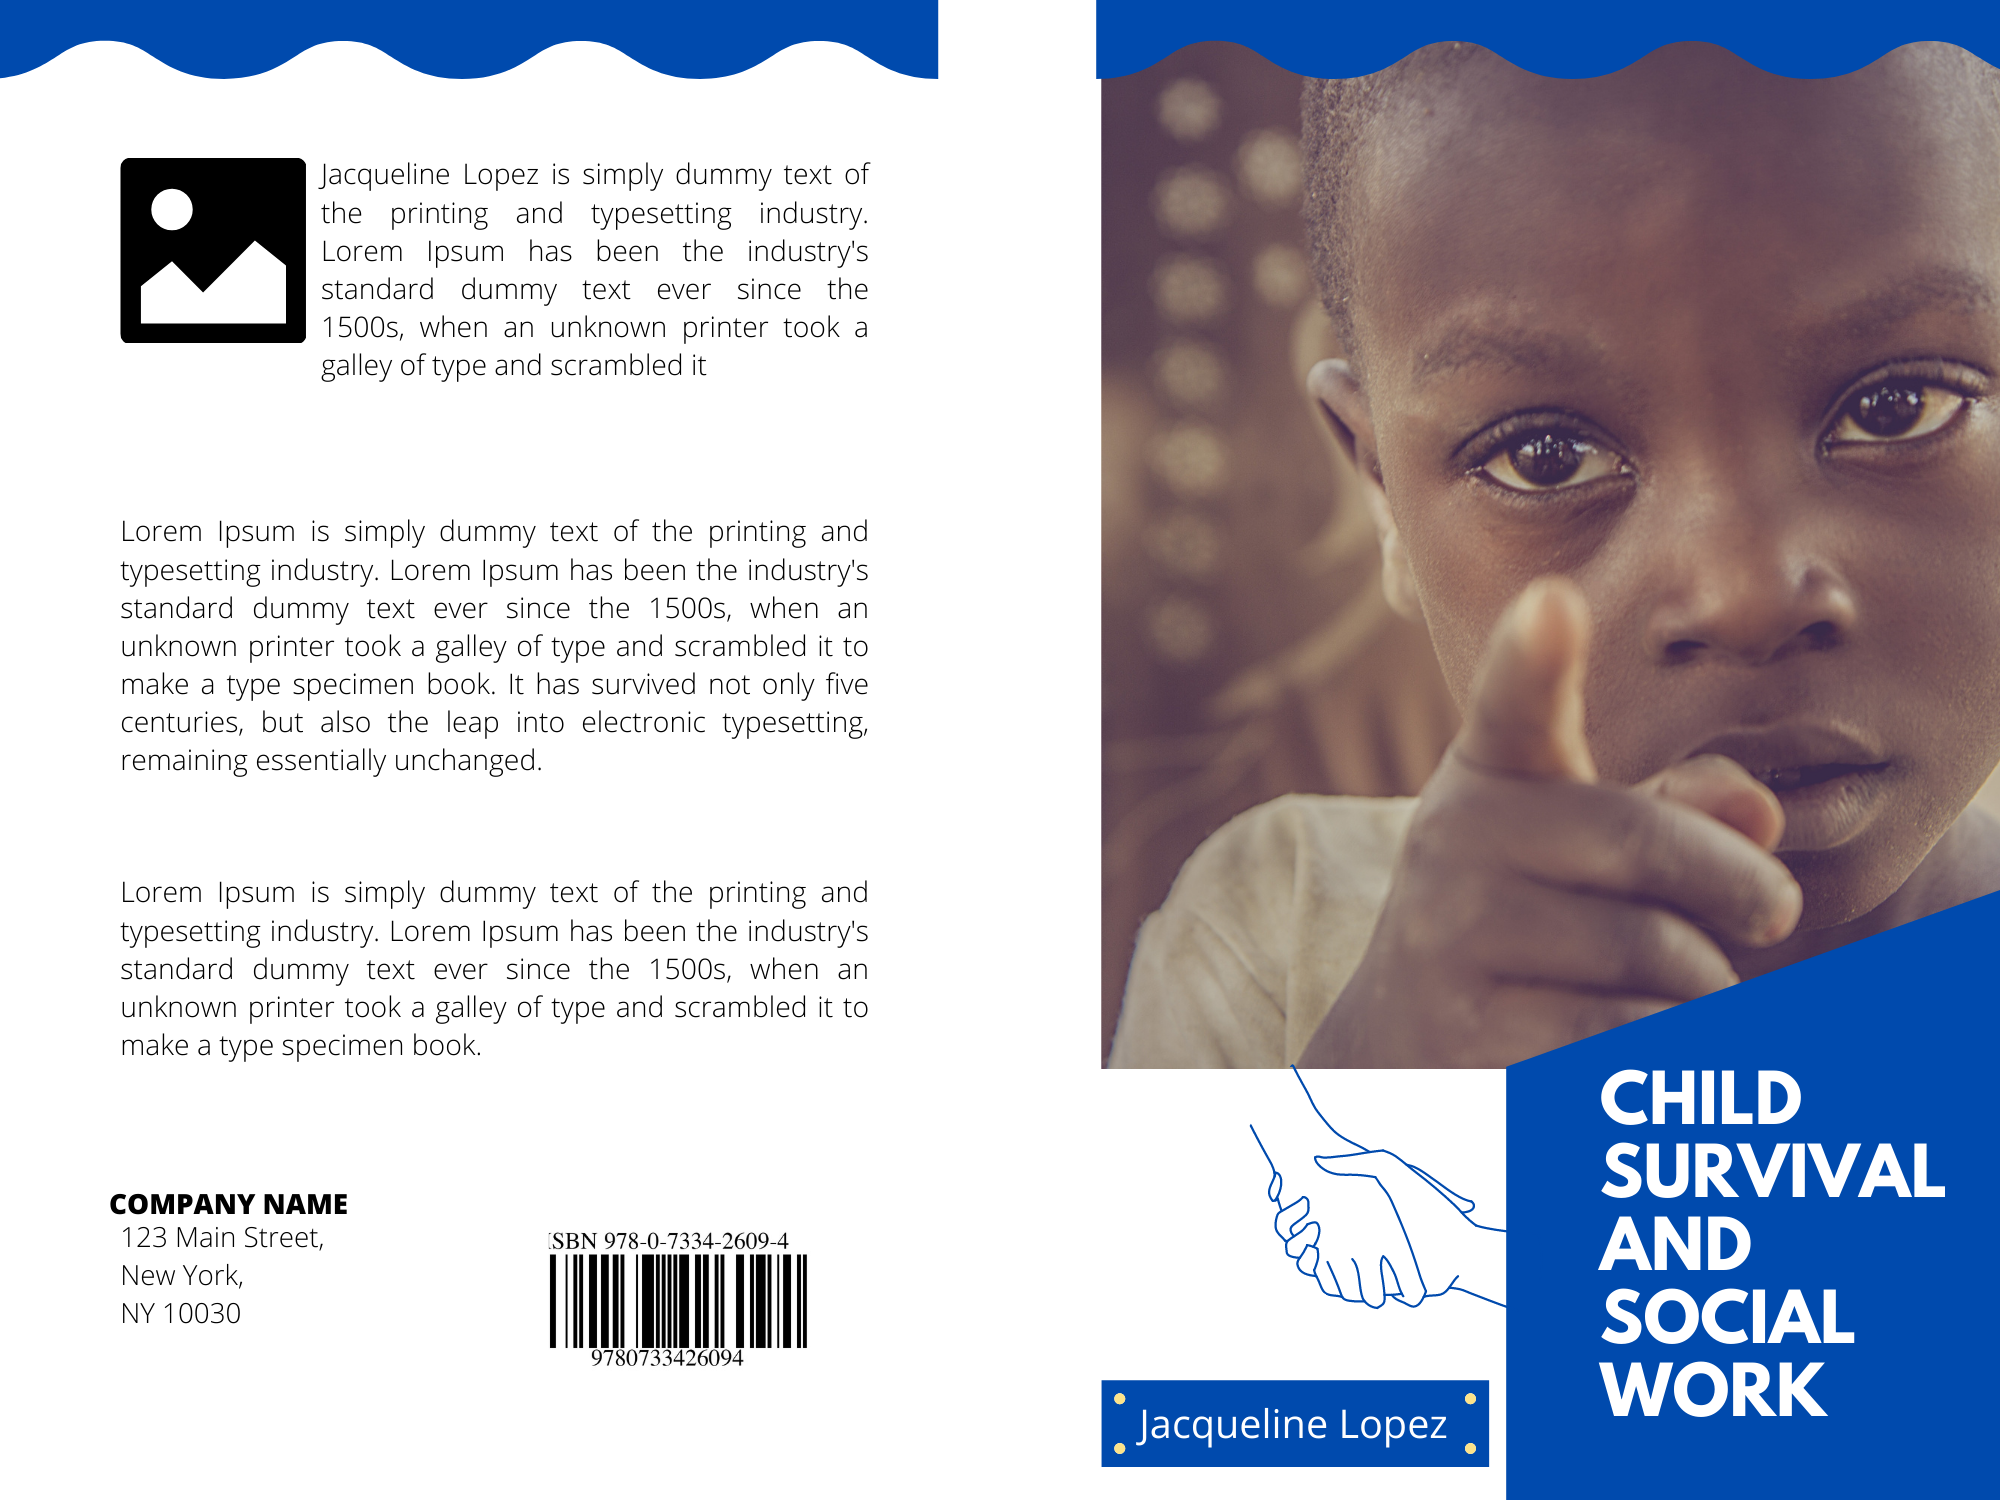 Jacqueline Lopez is simply dummy text of
the printing and typesetting industry.
Lorem Ipsum has been the industry's
standard dummy text ever since the
1500s, when an unknown printer took a
galley of type and scrambled it
Lorem Ipsum is simply dummy text of the printing and
typesetting industry. Lorem Ipsum has been the industry's
standard dummy text ever since the 1500s, when an
unknown printer took a galley of type and scrambled it to
make a type specimen book. It has survived not only five
centuries, but also the leap into electronic typesetting,
remaining essentially unchanged.
Lorem Ipsum is simply dummy text of the printing and
typesetting industry. Lorem Ipsum has been the industry's
standard dummy text ever since the 1500s, when an
unknown printer took a galley of type and scrambled it to
make a type specimen book.
COMPANY NAME
123 Main Street,
New York,
NY 10030
ISBN 978-0-7334-2609-4
9780733426094
CHILD
SURVIVAL
AND
SOCIAL
WORK
Jacqueline Lopez